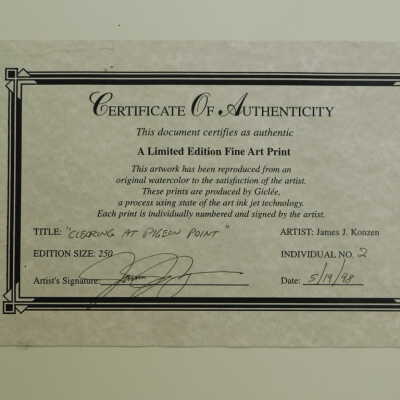 CERTIFICATE OF AUTHENTICITY
This document certifies as authentic
A Limited Edition Fine Art Print
This artwork has been reproduced from an
original watercolor to the satisfaction of the artist.
These prints are produced by Giclée,
a process using state of the art ink jet technology.
Each print is individually numbered and signed by the artist.
TITLE: "CLEARING AT PIGEON POINT" ARTIST: James J. Konzen
EDITION SIZE: 250 INDIVIDUAL NO. 2
Artist's Signature: Date: 5/19/98